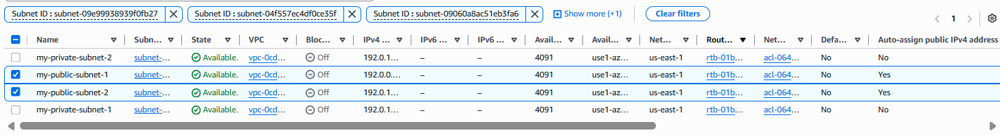 Subnet ID : subnet-09e99938939f0fb27 Subnet ID : subnet-04f557ec4df0ce35f Subnet ID : subnet-09060a8ac51eb3fa6 Show more (+1) Clear filters
1
Name Subn... State VPC Bloc... IPv4 ... IPv6 ... IPv6 ... Avail... Avail... Net... Rout... Net... Defa... Auto-assign public IPv4 address
my-private-subnet-2 subnet-... Available. vpc-0cd... Off 192.0.1... – – 4091 use1-az... us-east-1 rtb-01b... acl-064... No No
my-public-subnet-1 subnet-... Available. vpc-0cd... Off 192.0.0.... – – 4091 use1-az... us-east-1 rtb-01b... acl-064... No Yes
my-public-subnet-2 subnet-... Available. vpc-0cd... Off 192.0.1... – – 4091 use1-az... us-east-1 rtb-01b... acl-064... No Yes
my-private-subnet-1 subnet-... Available. vpc-0cd... Off 192.0.1... – – 4091 use1-az... us-east-1 rtb-01b... acl-064... No No